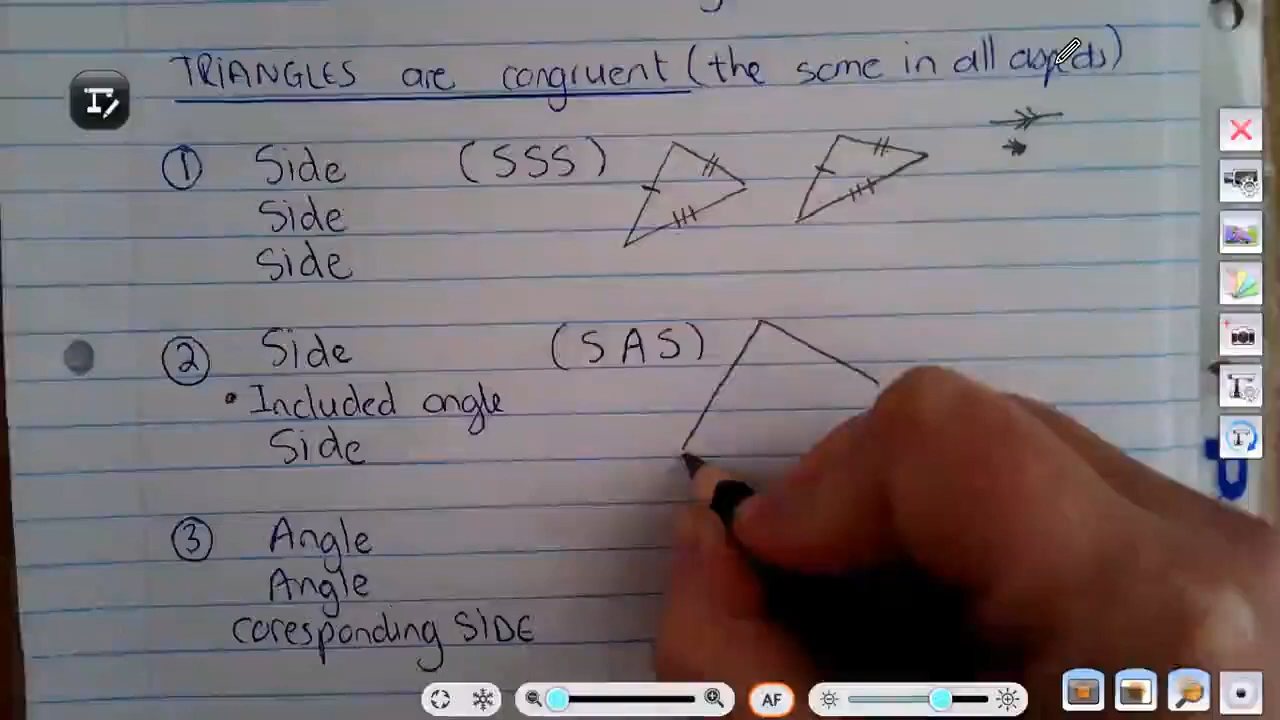 TRIANGLES are congruent (the same in all aspects)
① Side (SSS)
Side
Side
② Side (SAS)
• Included angle
Side
③ Angle
Angle
coresponding SIDE
AF